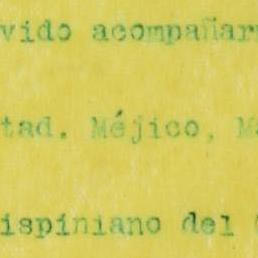 vido acompañar
tad. Méjico, M
ispiniano del